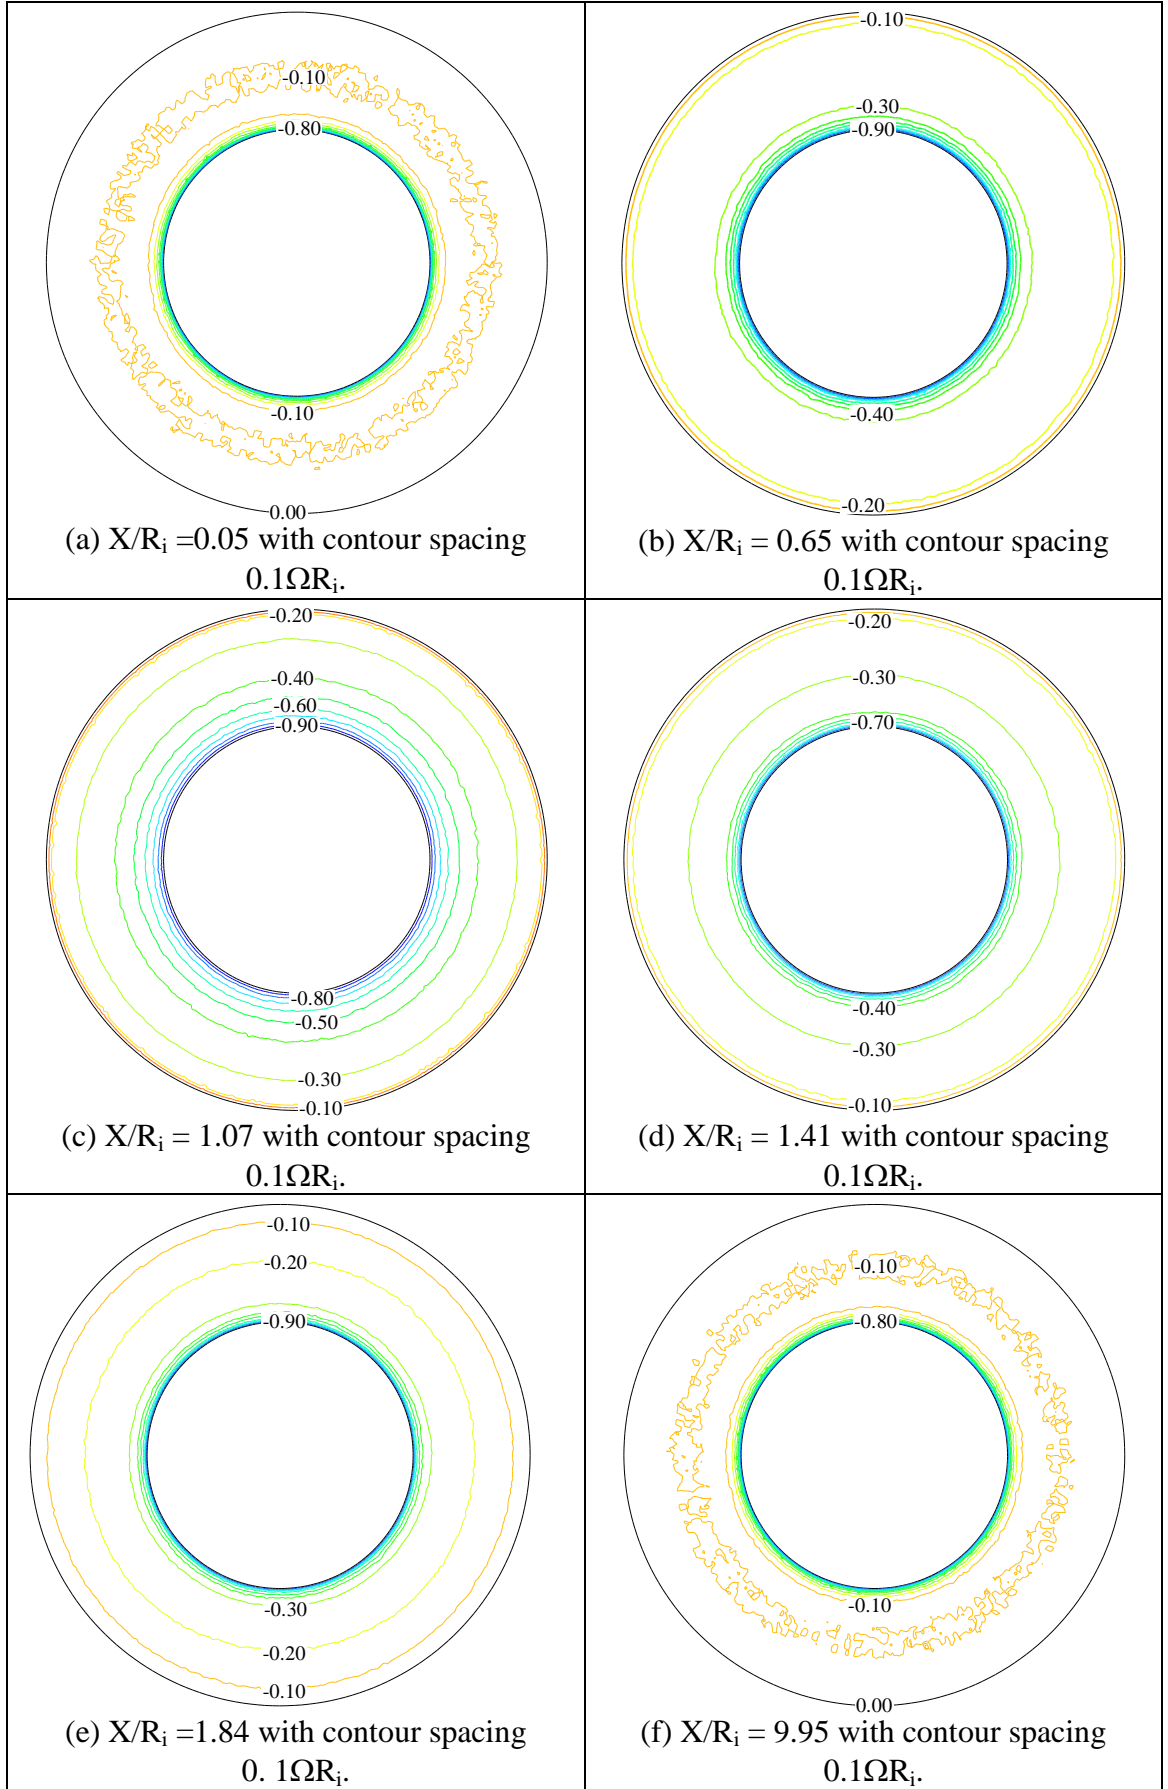 -0.10
-0.80
-0.10
0.00
(a) X/Rᵢ =0.05 with contour spacing
0.1ΩRᵢ.
-0.10
-0.30
-0.90
-0.40
-0.20
(b) X/Rᵢ = 0.65 with contour spacing
0.1ΩRᵢ.
-0.20
-0.40
-0.60
-0.90
-0.80
-0.50
-0.30
-0.10
(c) X/Rᵢ = 1.07 with contour spacing
0.1ΩRᵢ.
-0.20
-0.30
-0.70
-0.40
-0.30
-0.10
(d) X/Rᵢ = 1.41 with contour spacing
0.1ΩRᵢ.
-0.10
-0.20
-0.90
-0.30
-0.20
-0.10
(e) X/Rᵢ =1.84 with contour spacing
0. 1ΩRᵢ.
-0.10
-0.80
-0.10
0.00
(f) X/Rᵢ = 9.95 with contour spacing
0.1ΩRᵢ.